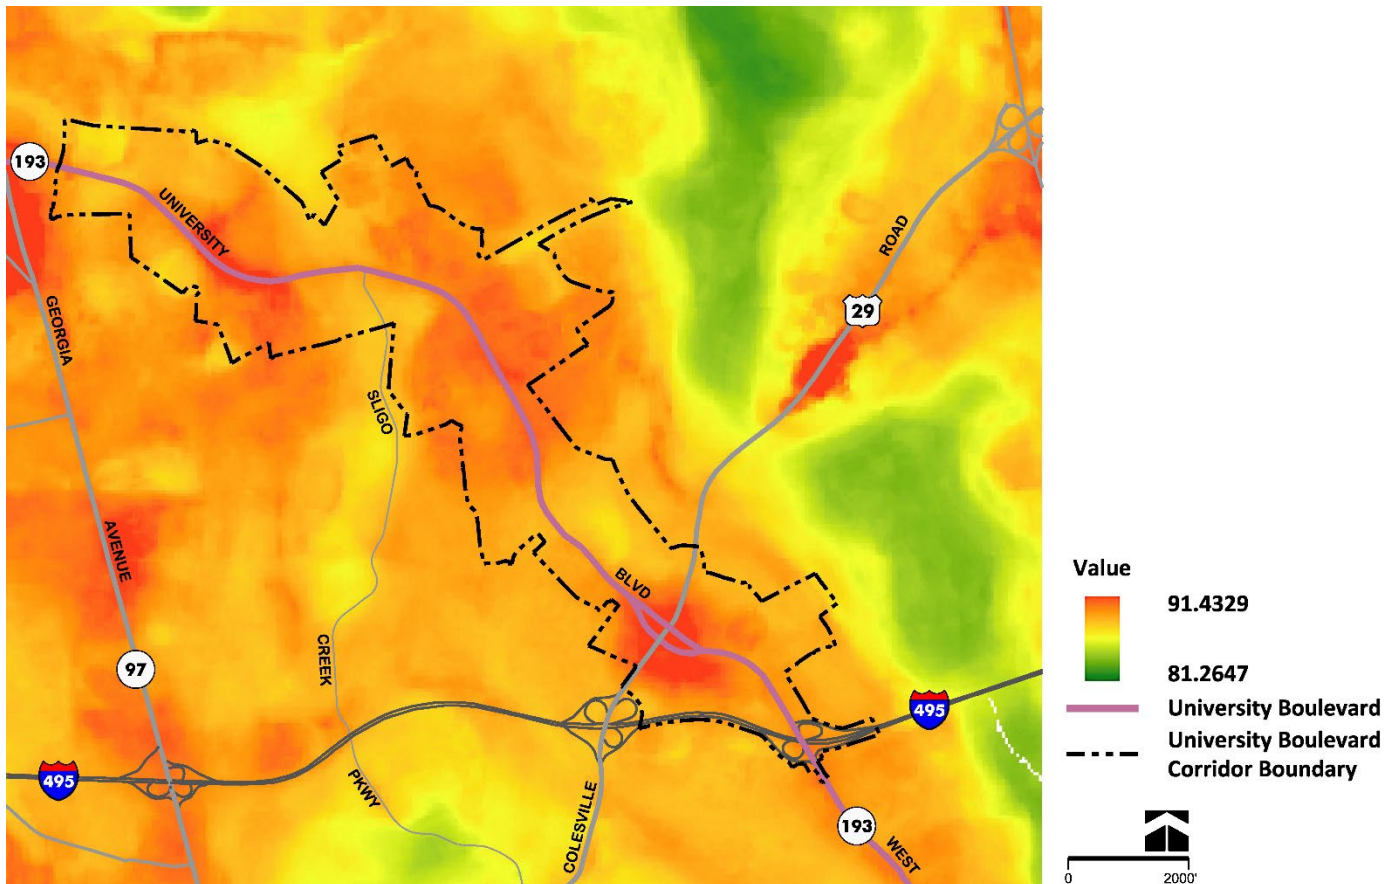 193
UNIVERSITY
ROAD
29
GEORGIA
SLIGO
AVENUE
BLVD
CREEK
97
495
495
PKWY
COLESVILLE
193
WEST
Value
91.4329
81.2647
University Boulevard
University Boulevard
Corridor Boundary
0 2000'